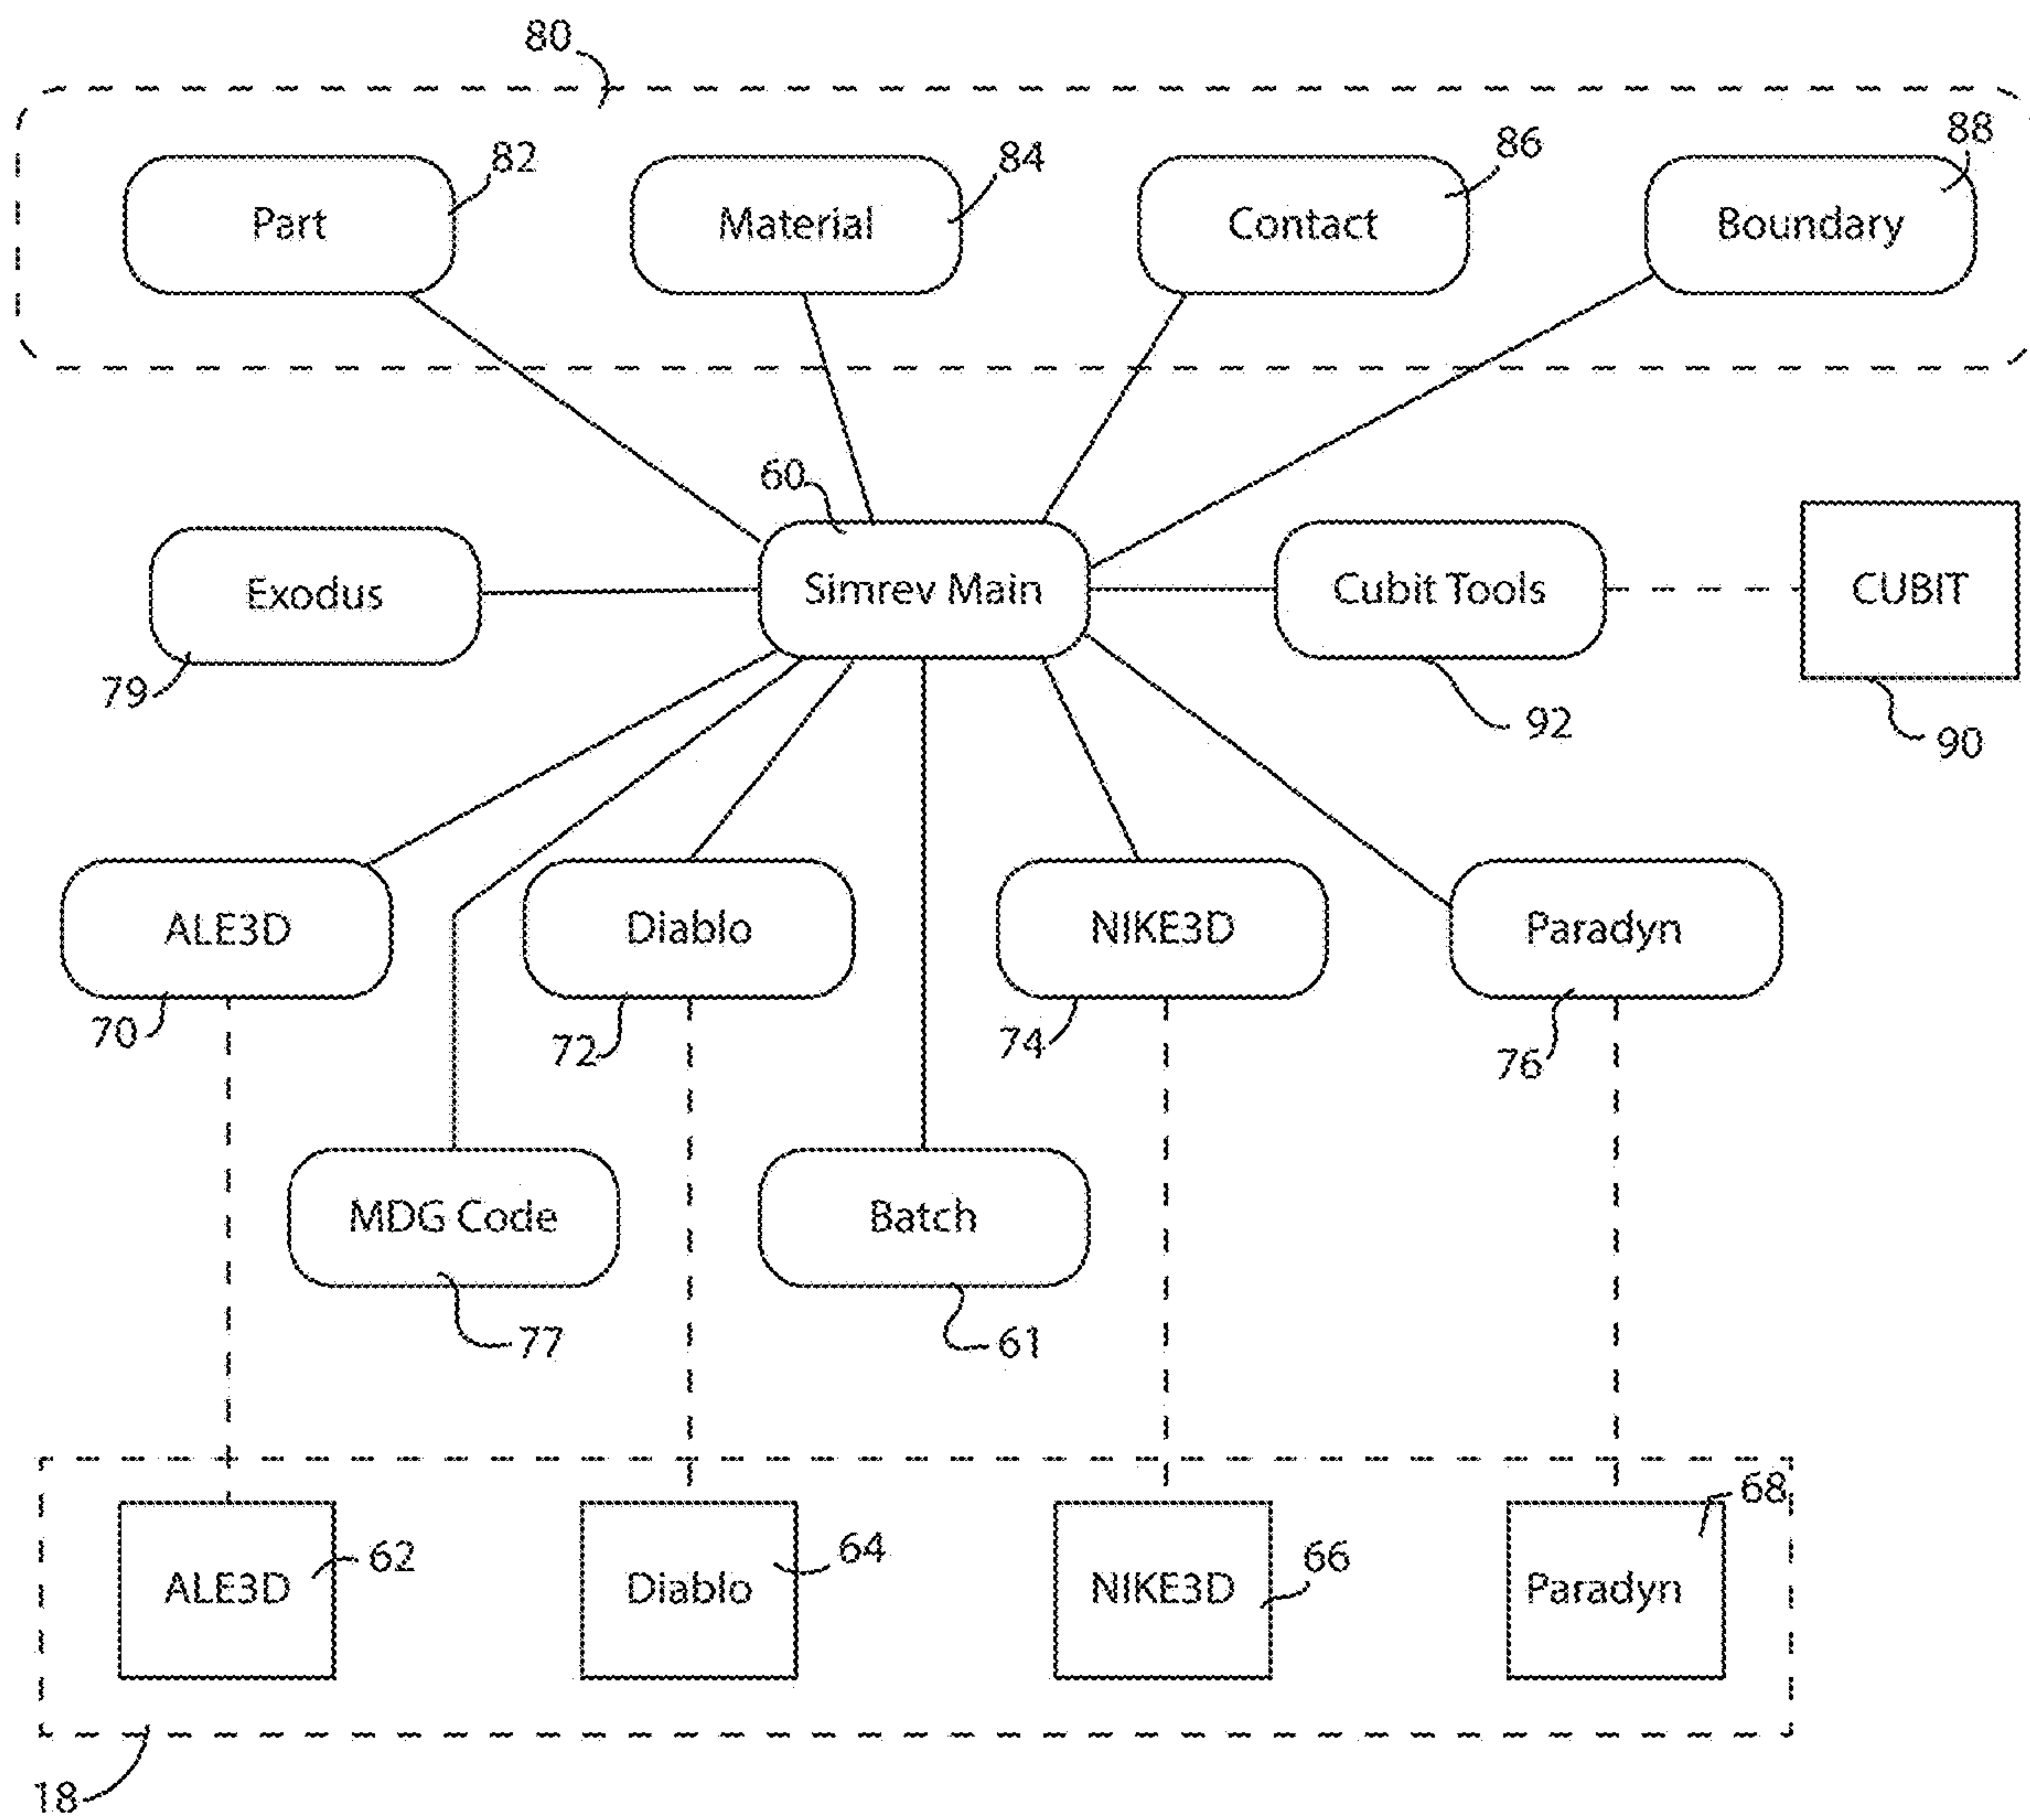 80
82
84
86
88
Part
Material
Contact
Boundary
60
Exodus
Simrev Main
Cubit Tools
CUBIT
79
92
90
ALE3D
Diablo
NIKE3D
Paradyn
70
72
74
76
MDG Code
Batch
77
61
62
64
66
68
ALE3D
Diablo
NIKE3D
Paradyn
18